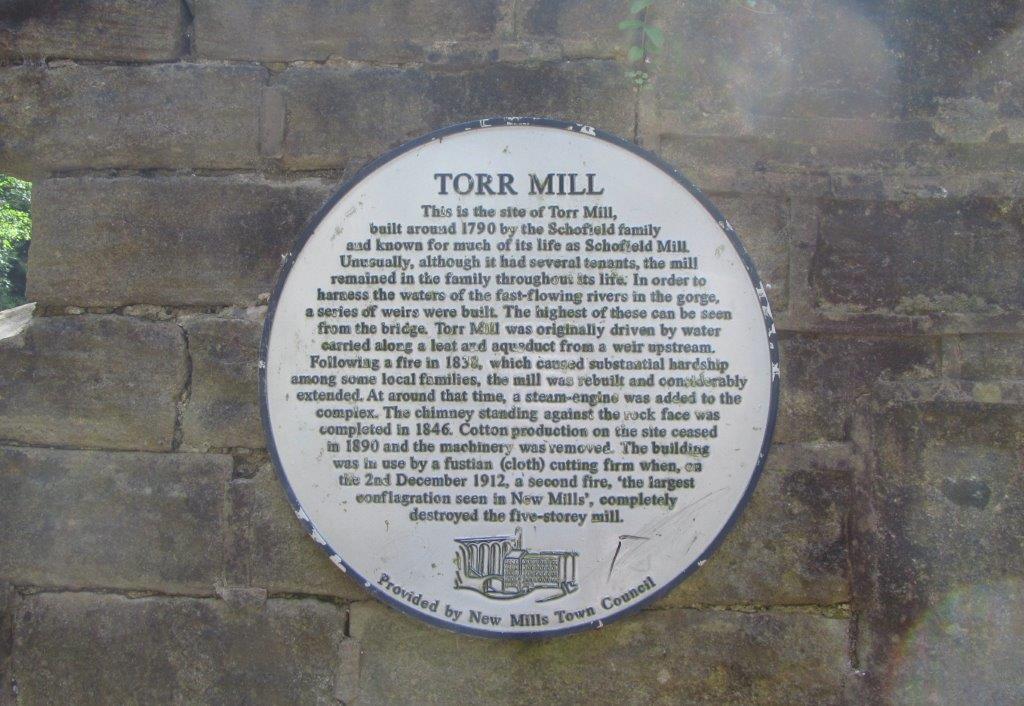 TORR MILL
This is the site of Torr Mill,
built around 1790 by the Schofield family
and known for much of its life as Schofield Mill.
Unusually, although it had several tenants, the mill
remained in the family throughout its life. In order to
harness the waters of the fast-flowing rivers in the gorge,
a series of weirs were built. The highest of these can be seen
from the bridge. Torr Mill was originally driven by water
carried along a leat and aqueduct from a weir upstream.
Following a fire in 1838, which caused substantial hardship
among some local families, the mill was rebuilt and considerably
extended. At around that time, a steam-engine was added to the
complex. The chimney standing against the rock face was
completed in 1846. Cotton production on the site ceased
in 1890 and the machinery was removed. The building
was in use by a fustian (cloth) cutting firm when, on
the 2nd December 1912, a second fire, ‘the largest
conflagration seen in New Mills’, completely
destroyed the five-storey mill.
Provided by New Mills Town Council